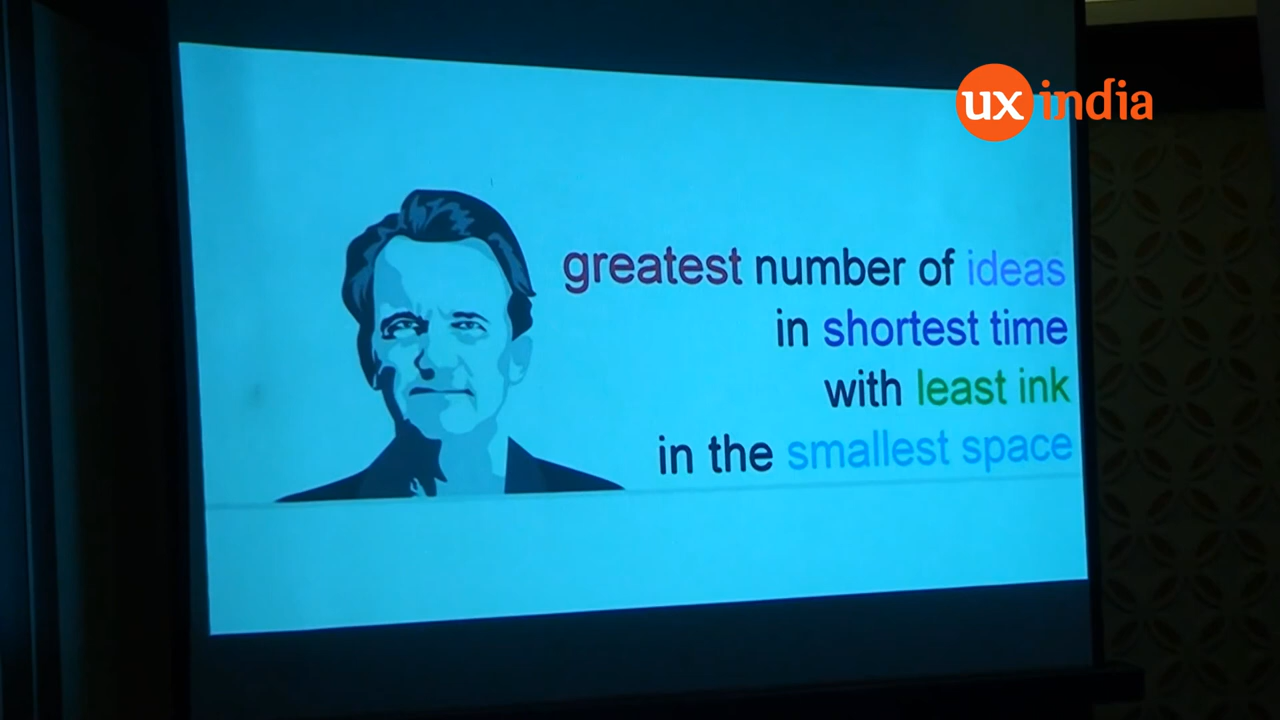 ux india
greatest number of ideas
in shortest time
with least ink
in the smallest space